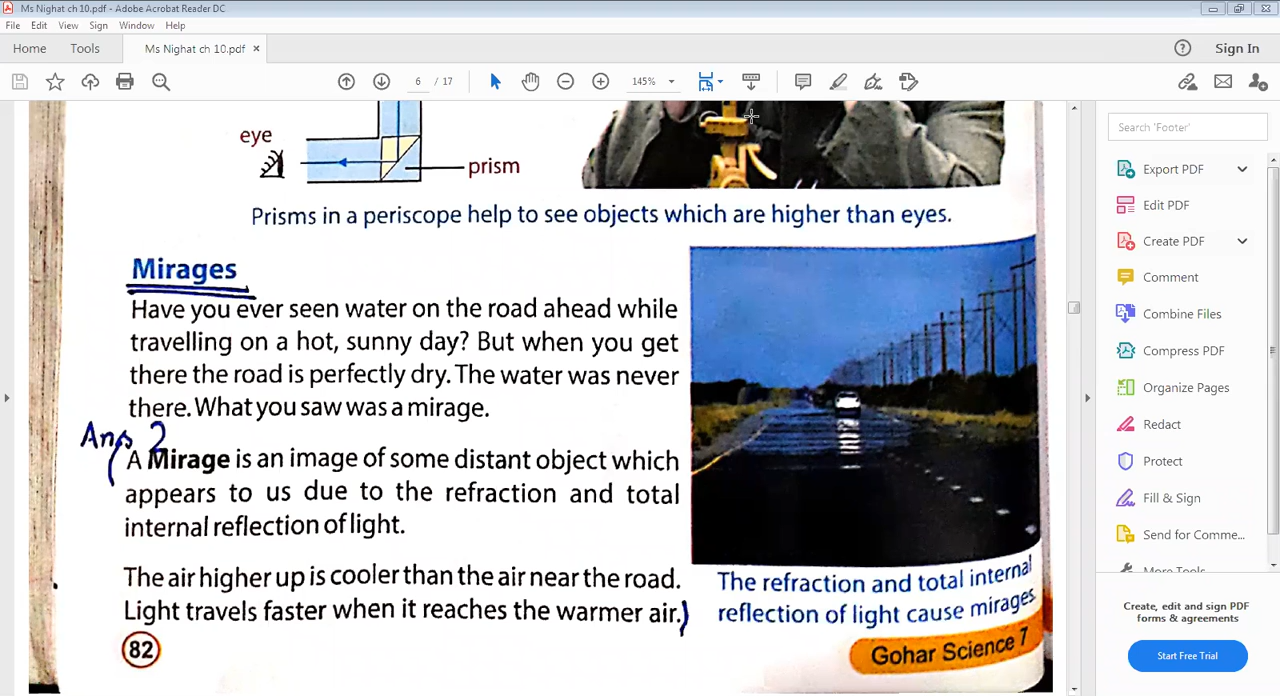 Ms Nighat ch 10.pdf - Adobe Acrobat Reader DC
File Edit View Sign Window Help
Home Tools Ms Nighat ch 10.pdf × Sign In
6 / 17 145%
eye
prism
Prisms in a periscope help to see objects which are higher than eyes.
Mirages
Have you ever seen water on the road ahead while
travelling on a hot, sunny day? But when you get
there the road is perfectly dry. The water was never
there. What you saw was a mirage.
Ans 2
(A Mirage is an image of some distant object which
appears to us due to the refraction and total
internal reflection of light.
The air higher up is cooler than the air near the road.
Light travels faster when it reaches the warmer air.)
82
The refraction and total internal
reflection of light cause mirages.
Gohar Science 7
Search 'Footer'
Export PDF
Edit PDF
Create PDF
Comment
Combine Files
Compress PDF
Organize Pages
Redact
Protect
Fill & Sign
Send for Comme...
More Tools
Create, edit and sign PDF
forms & agreements
Start Free Trial